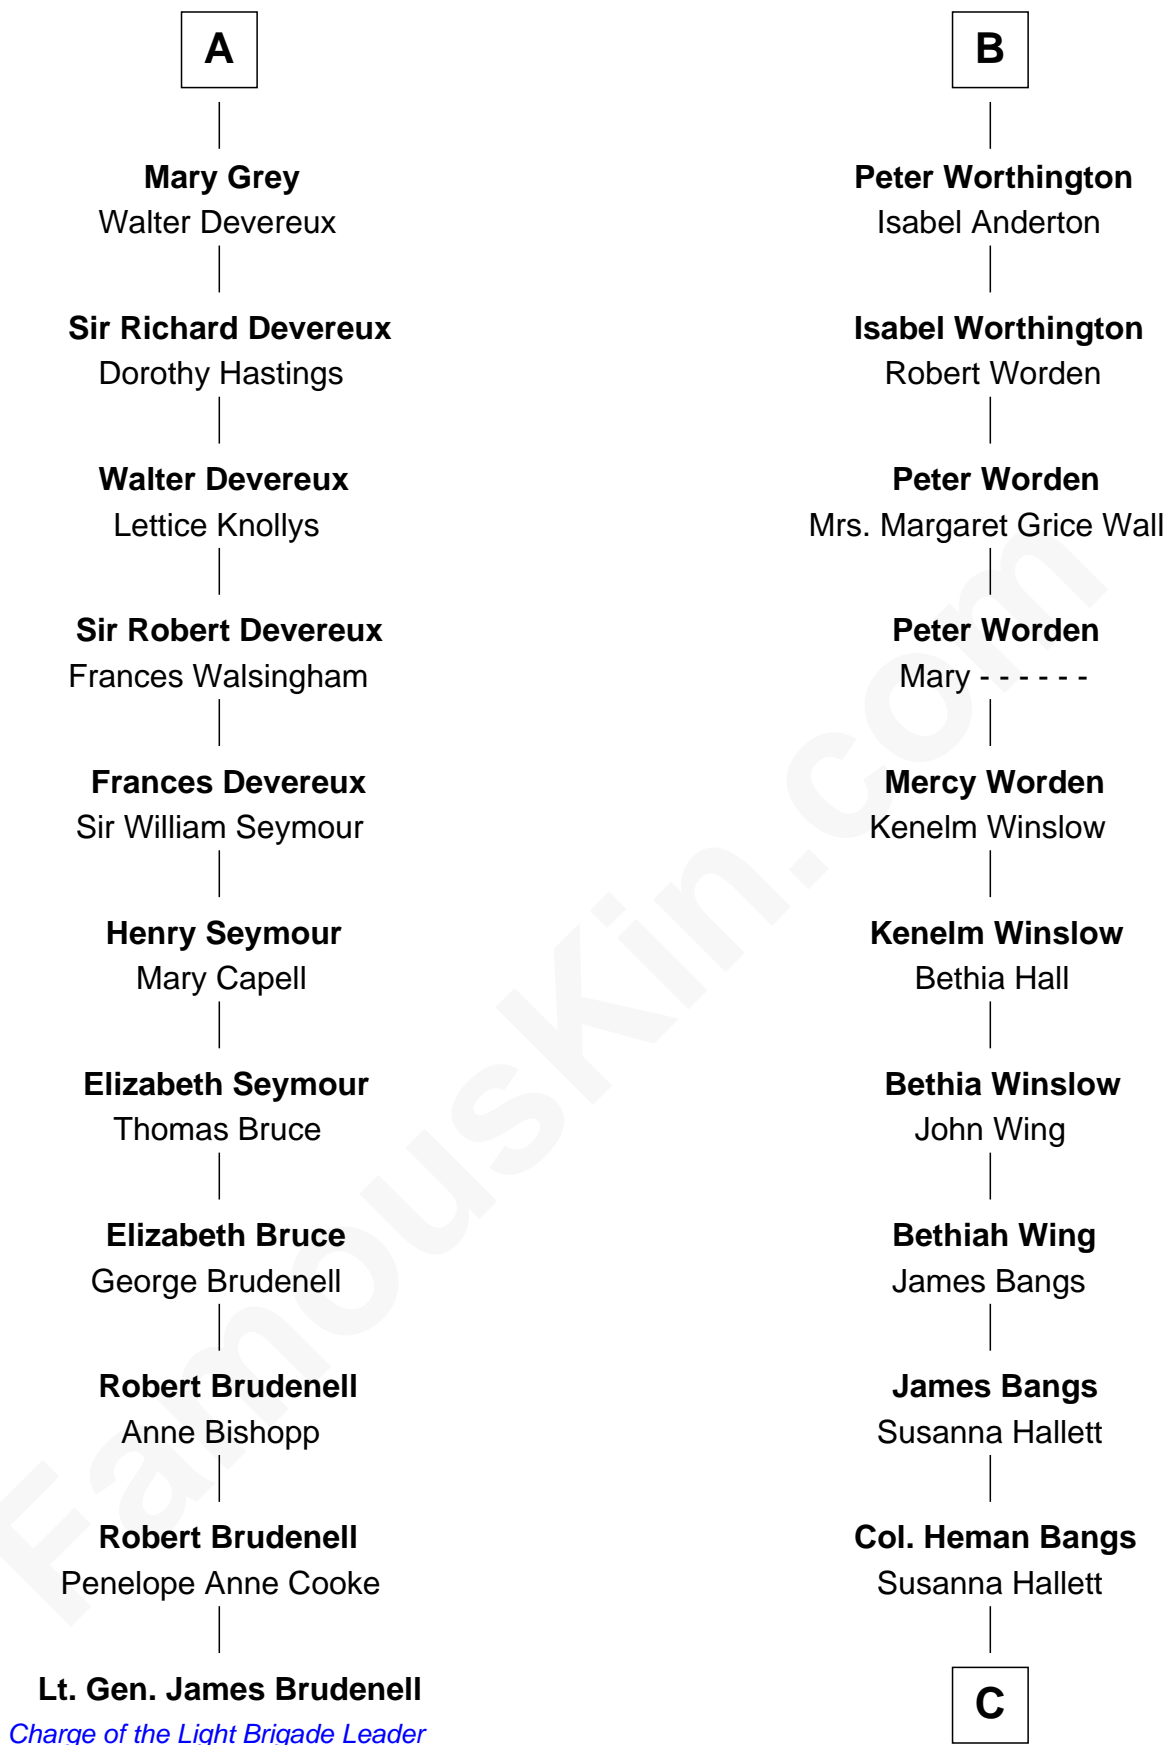 A
Mary Grey
Walter Devereux
Sir Richard Devereux
Dorothy Hastings
Walter Devereux
Lettice Knollys
Sir Robert Devereux
Frances Walsingham
Frances Devereux
Sir William Seymour
Henry Seymour
Mary Capell
Elizabeth Seymour
Thomas Bruce
Elizabeth Bruce
George Brudenell
Robert Brudenell
Anne Bishopp
Robert Brudenell
Penelope Anne Cooke
Lt. Gen. James Brudenell
Charge of the Light Brigade Leader
B
Peter Worthington
Isabel Anderton
Isabel Worthington
Robert Worden
Peter Worden
Mrs. Margaret Grice Wall
Peter Worden
Mary - - - - - -
Mercy Worden
Kenelm Winslow
Kenelm Winslow
Bethia Hall
Bethia Winslow
John Wing
Bethiah Wing
James Bangs
James Bangs
Susanna Hallett
Col. Heman Bangs
Susanna Hallett
C
FamousKin.com